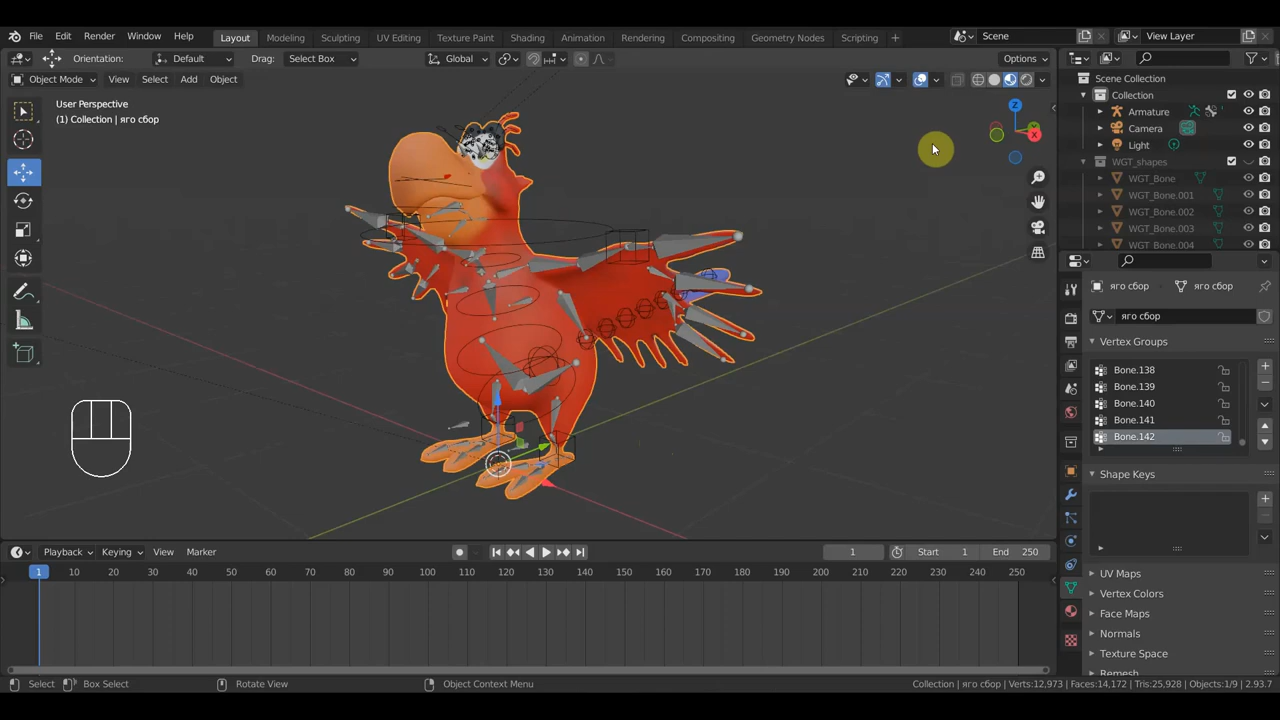 File Edit Render Window Help Layout Modeling Sculpting UV Editing Texture Paint Shading Animation Rendering Compositing Geometry Nodes Scripting + Scene View Layer
Orientation: Default Drag: Select Box Global Options
Object Mode View Select Add Object
User Perspective
(1) Collection | яго сбор
Z
Scene Collection
Collection
Armature
Camera
Light
WGT_shapes
WGT_Bone
WGT_Bone.001
WGT_Bone.002
WGT_Bone.003
WGT_Bone.004
яго сбор яго сбор
яго сбор
Vertex Groups
Bone.138
Bone.139
Bone.140
Bone.141
Bone.142
Shape Keys
UV Maps
Vertex Colors
Face Maps
Normals
Texture Space
Remesh
Playback Keying View Marker 1 Start 1 End 250
1 10 20 30 40 50 60 70 80 90 100 110 120 130 140 150 160 170 180 190 200 210 220 230 240 250
Select Box Select Rotate View Object Context Menu Collection | яго сбор | Verts:12,973 | Faces:14,172 | Tris:25,928 | Objects:1/9 | 2.93.7